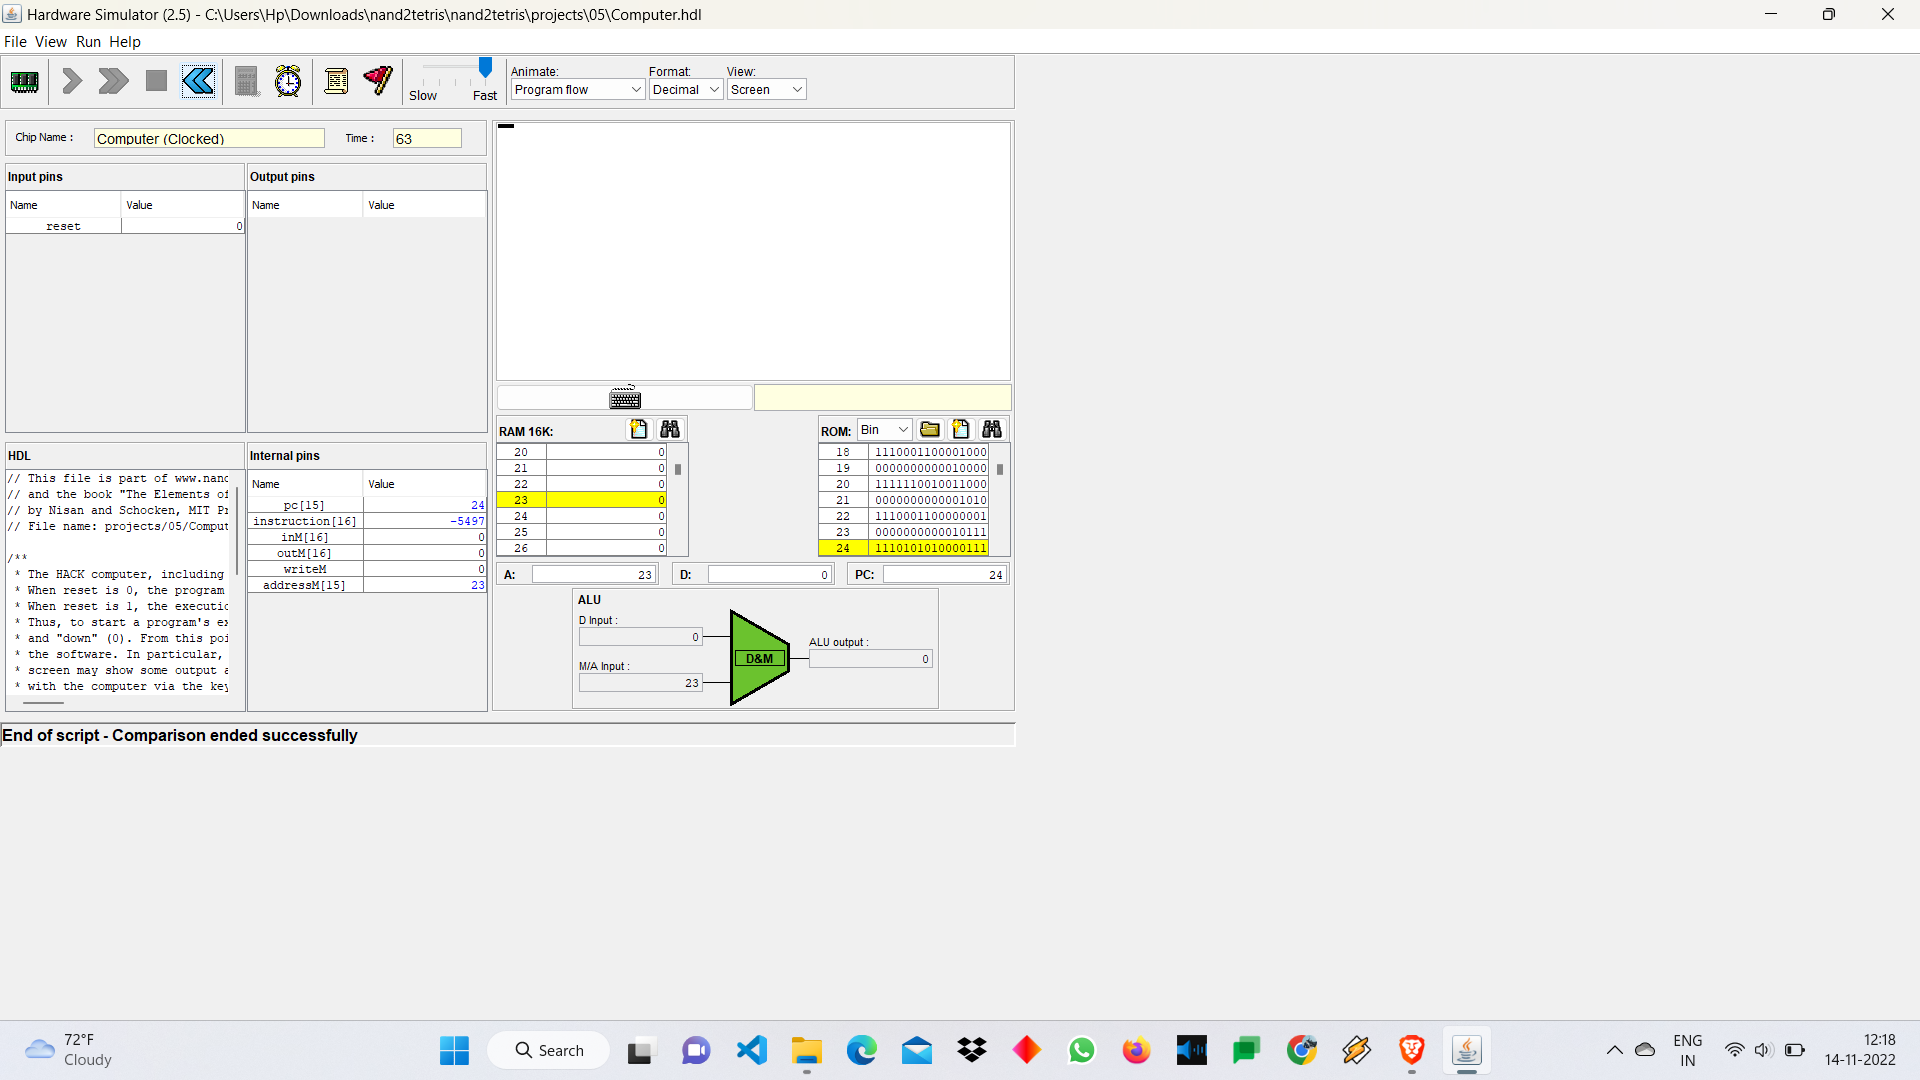 Hardware Simulator (2.5) - C:\Users\Hp\Downloads\nand2tetris\nand2tetris\projects\05\Computer.hdl
File View Run Help
Slow Fast
Animate: Format: View:
Program flow Decimal Screen
Chip Name : Computer (Clocked) Time : 63
Input pins
Name Value
reset 0
Output pins
Name Value
HDL
// This file is part of www.nanc
// and the book "The Elements of
// by Nisan and Schocken, MIT Pr
// File name: projects/05/Comput
/**
* The HACK computer, including
* When reset is 0, the program
* When reset is 1, the executic
* Thus, to start a program's ex
* and "down" (0). From this poi
* the software. In particular,
* screen may show some output a
* with the computer via the key
Internal pins
Name Value
pc[15] 24
instruction[16] -5497
inM[16] 0
outM[16] 0
writeM 0
addressM[15] 23
RAM 16K:
20 0
21 0
22 0
23 0
24 0
25 0
26 0
ROM: Bin
18 1110001100001000
19 0000000000010000
20 1111110010011000
21 0000000000001010
22 1110001100000001
23 0000000000010111
24 1110101010000111
A: 23 D: 0 PC: 24
ALU
D Input :
0
M/A Input :
23
D&M
ALU output :
0
End of script - Comparison ended successfully
72°F
Cloudy
Search
ENG
IN
12:18
14-11-2022